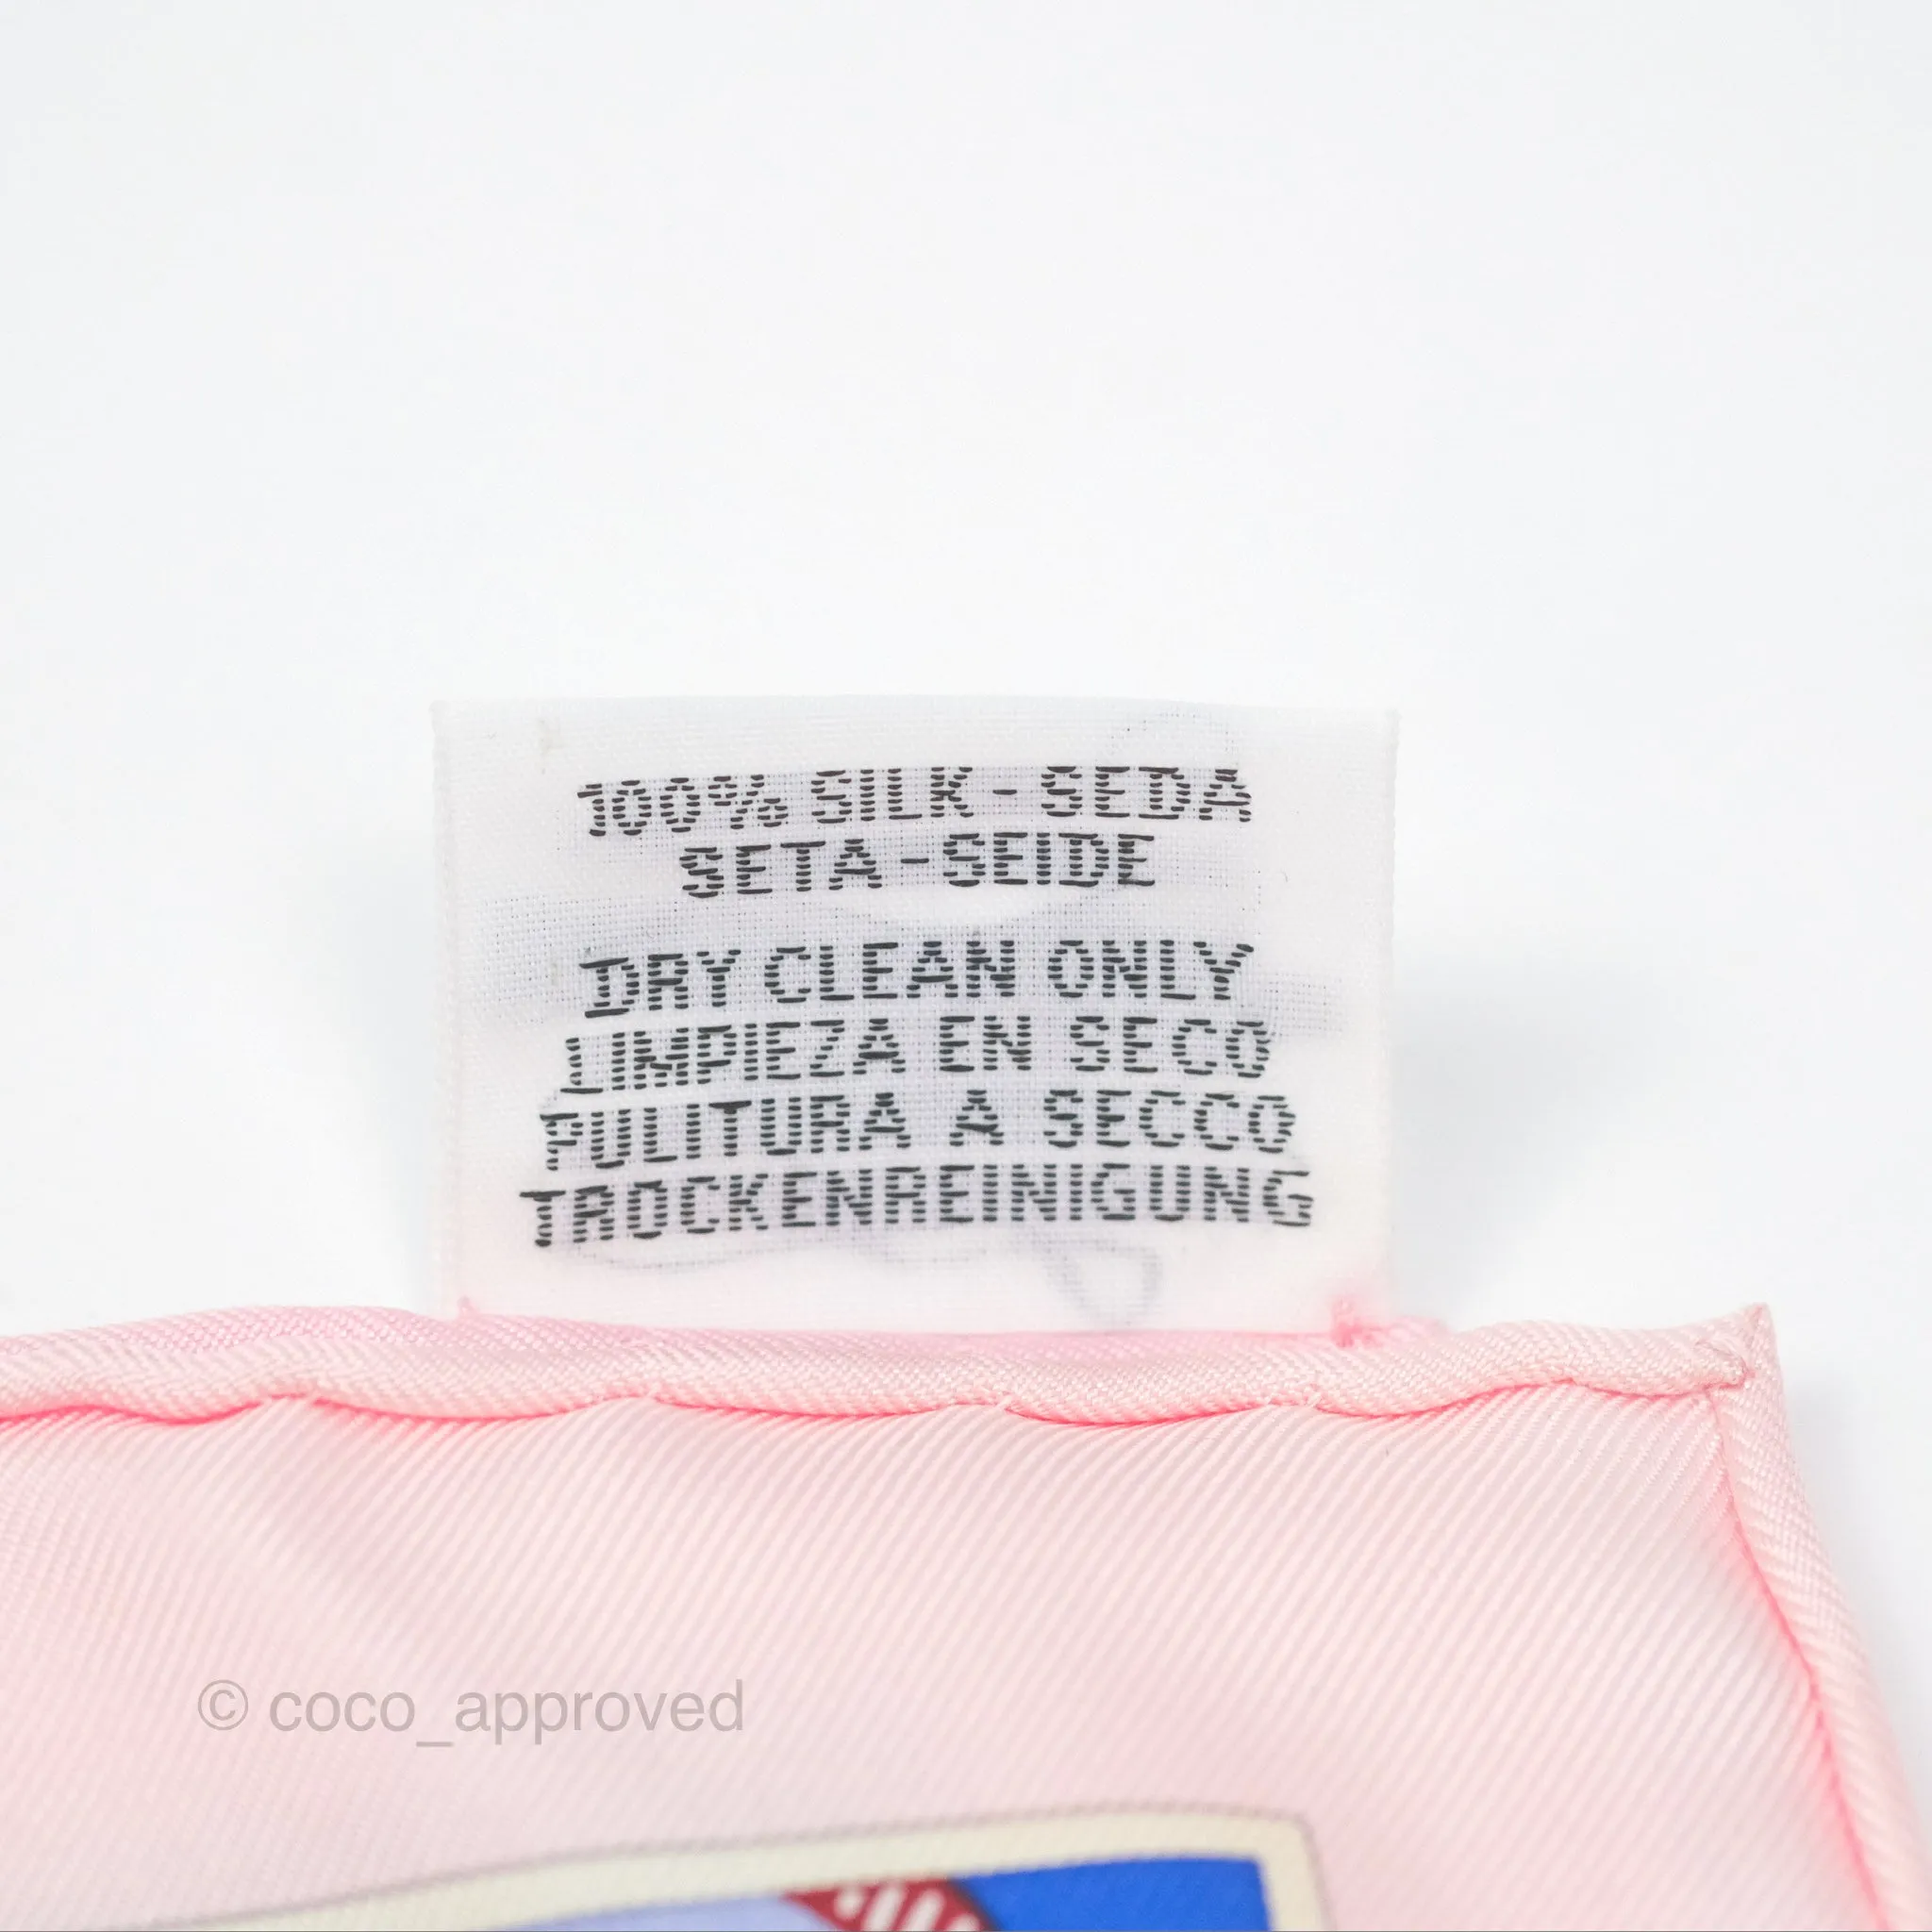 100% SILK - SEDA
SETA - SEIDE
DRY CLEAN ONLY
LIMPIEZA EN SECO
PULITURA A SECCO
TROCKENREINIGUNG
© coco_approved